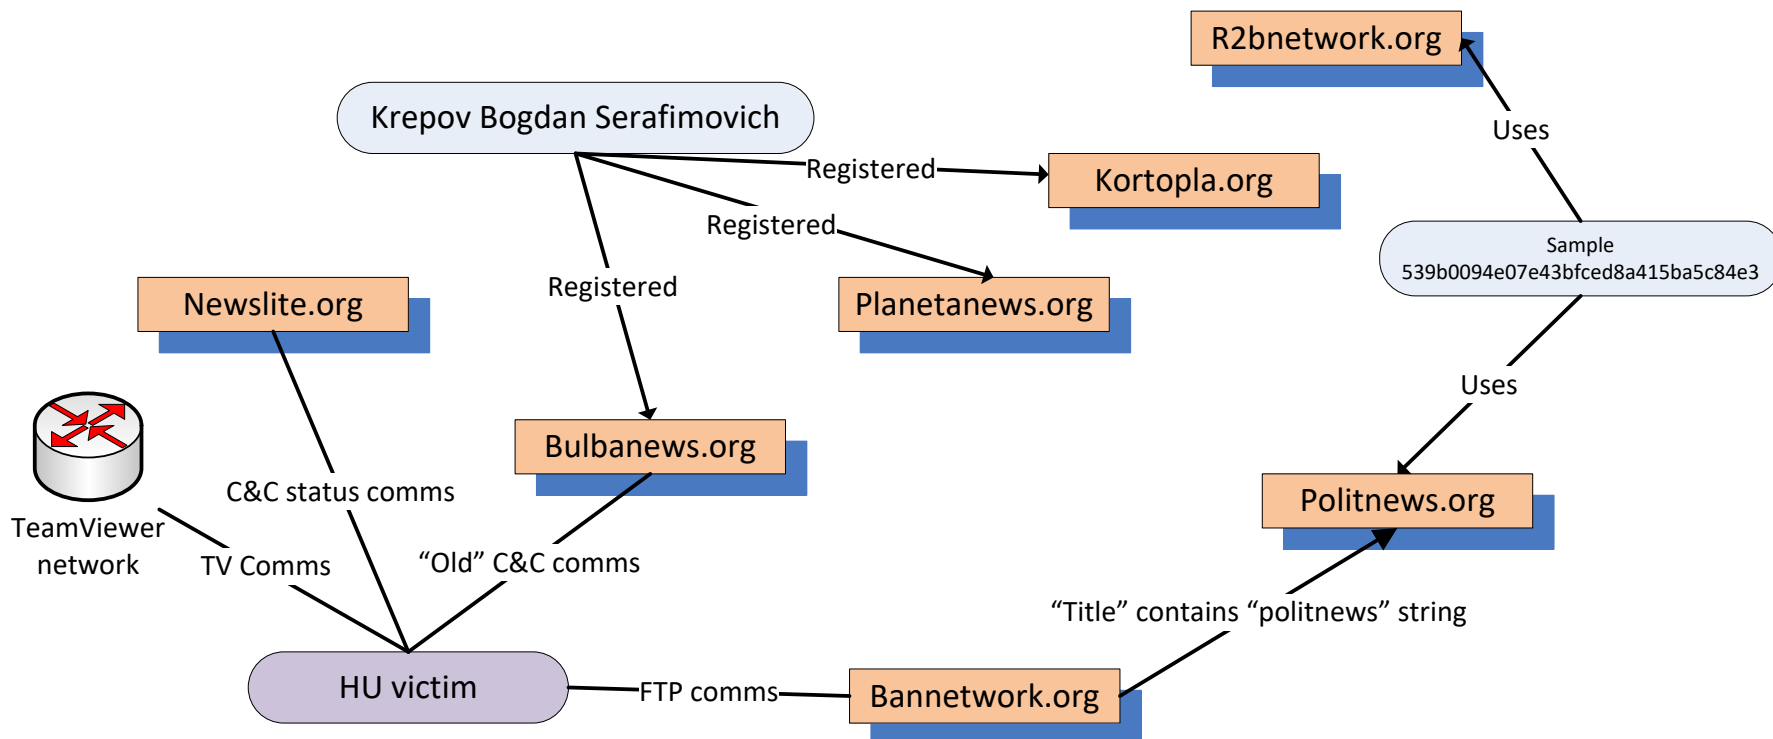 R2bnetwork.org
Krepov Bogdan Serafimovich
Uses
Registered
Kortopla.org
Registered
Sample
539b0094e07e43bfced8a415ba5c84e3
Registered
Newslite.org
Planetanews.org
Uses
Bulbanews.org
C&C status comms
Politnews.org
TeamViewer
network
TV Comms
“Old” C&C comms
“Title” contains “politnews” string
HU victim
FTP comms
Bannetwork.org